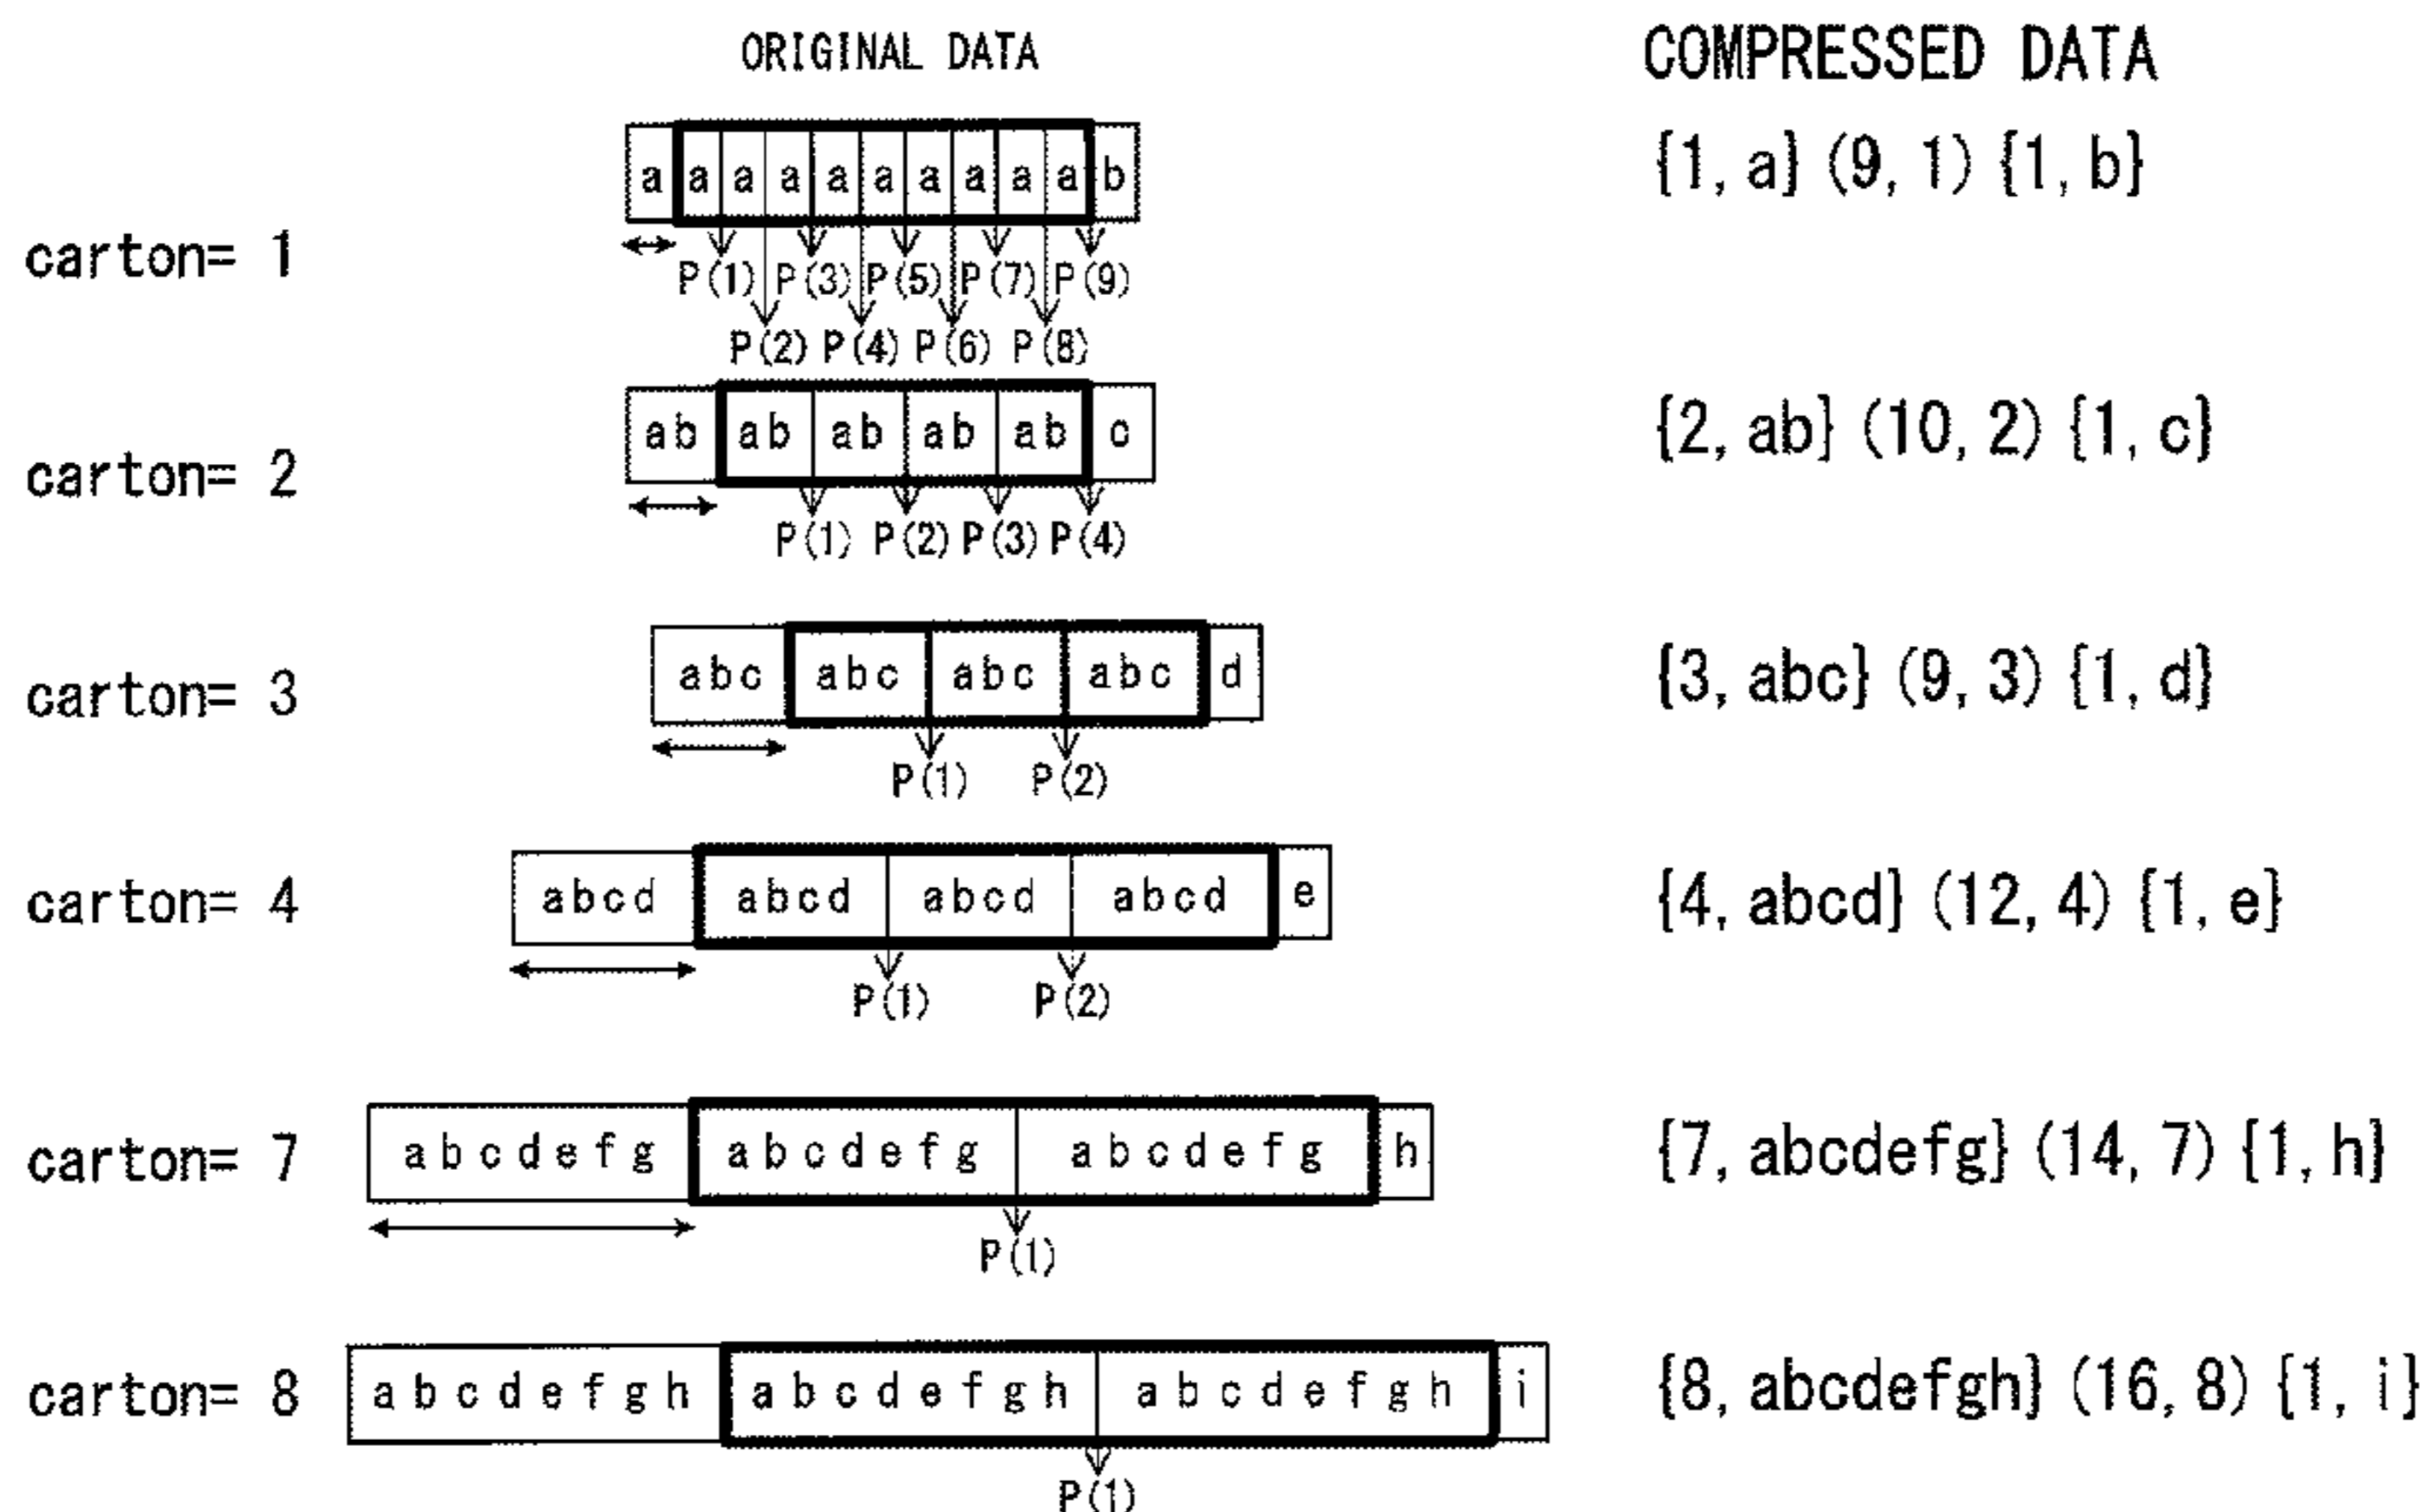 ORIGINAL DATA COMPRESSED DATA
a a a a a a a a a a b {1, a} (9, 1) {1, b}
carton= 1
P(1) P(3) P(5) P(7) P(9)
P(2) P(4) P(6) P(8)
ab ab ab ab ab c {2, ab} (10, 2) {1, c}
carton= 2
P(1) P(2) P(3) P(4)
carton= 3 abc abc abc abc d {3, abc} (9, 3) {1, d}
P(1) P(2)
carton= 4 abcd abcd abcd abcd e {4, abcd} (12, 4) {1, e}
P(1) P(2)
carton= 7 abcdefg abcdefg abcdefg h {7, abcdefg} (14, 7) {1, h}
P(1)
carton= 8 abcdefgh abcdefgh abcdefgh i {8, abcdefgh} (16, 8) {1, i}
P(1)